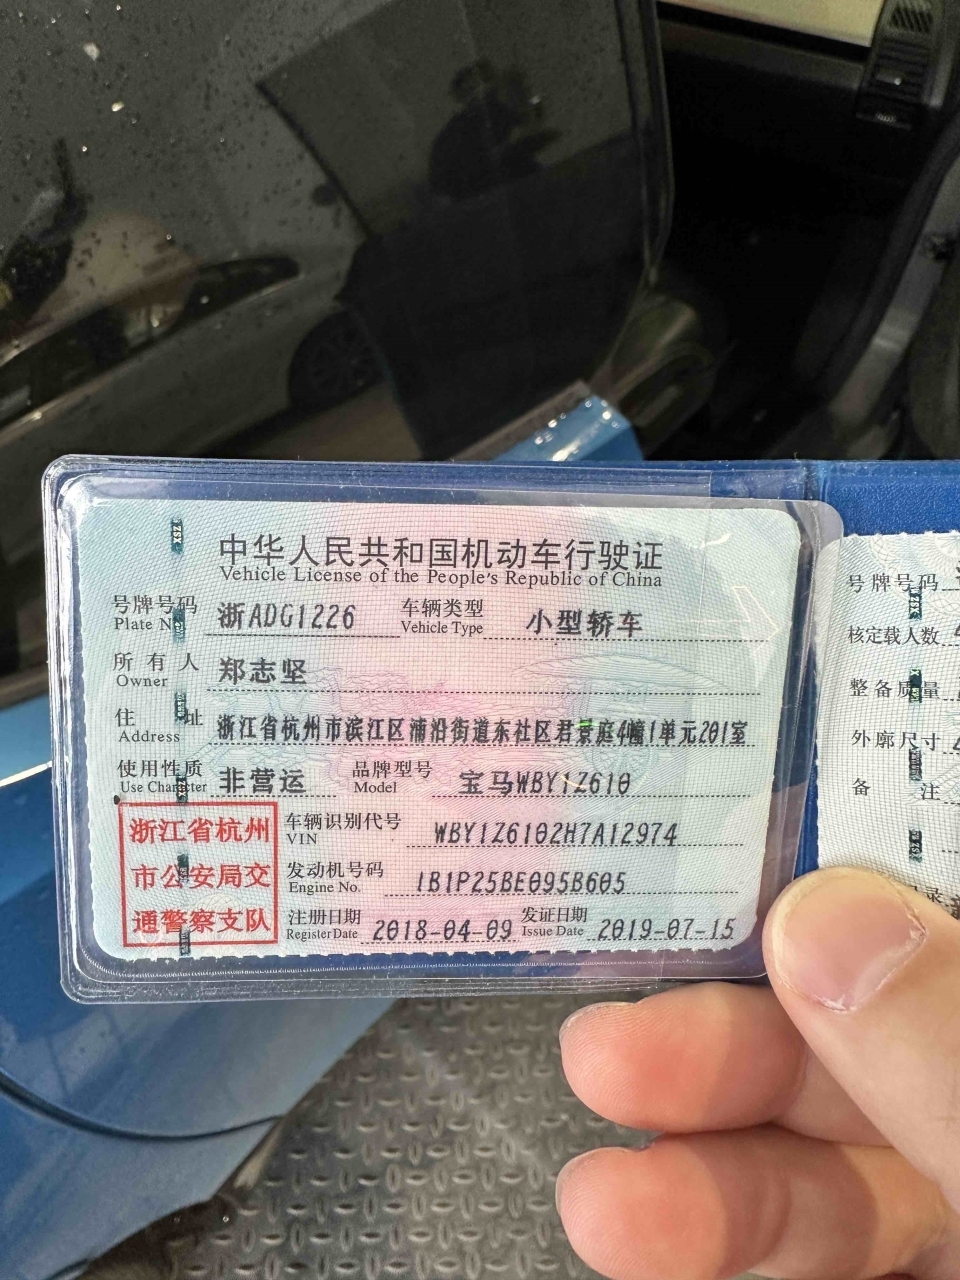 中华人民共和国机动车行驶证
Vehicle License of the People's Republic of China
号牌号码 浙ADG1226 车辆类型 小型轿车
Plate N Vehicle Type
所有人 郑志坚
Owner
住址 浙江省杭州市滨江区浦沿街道东社区君景庭4幢1单元201室
Address
使用性质 非营运 品牌型号 宝马WBY1Z610
Use Character Model
浙江省杭州
市公安局交
通警察支队
车辆识别代号 WBY1Z6102H7A12974
VIN
发动机号码 1B1P25BE095B605
Engine No.
注册日期 2018-04-09 发证日期 2019-07-15
Register Date Issue Date
号牌号码
核定载人数
整备质量
外廓尺寸
备注